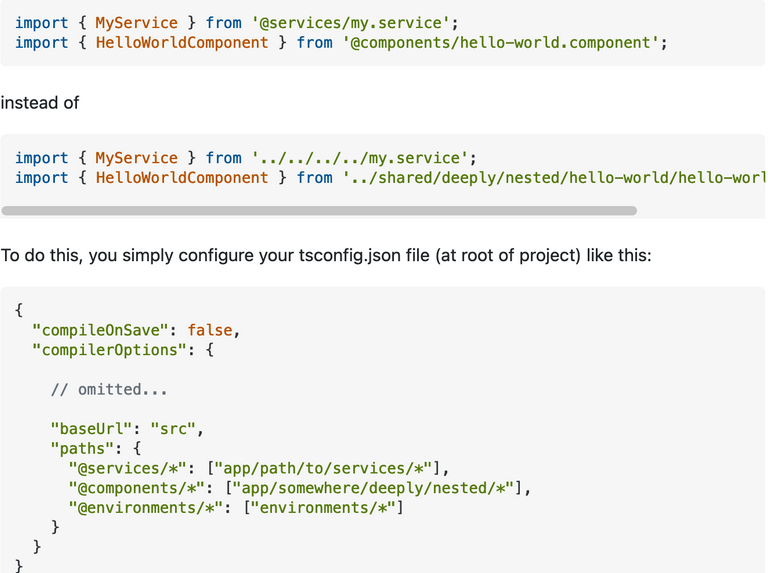 import { MyService } from '@services/my.service';
import { HelloWorldComponent } from '@components/hello-world.component';
instead of
import { MyService } from '../../../../my.service';
import { HelloWorldComponent } from '../shared/deeply/nested/hello-world/hello-worl
To do this, you simply configure your tsconfig.json file (at root of project) like this:
{
  "compileOnSave": false,
  "compilerOptions": {
    // omitted...
    "baseUrl": "src",
    "paths": {
      "@services/*": ["app/path/to/services/*"],
      "@components/*": ["app/somewhere/deeply/nested/*"],
      "@environments/*": ["environments/*"]
    }
  }
}